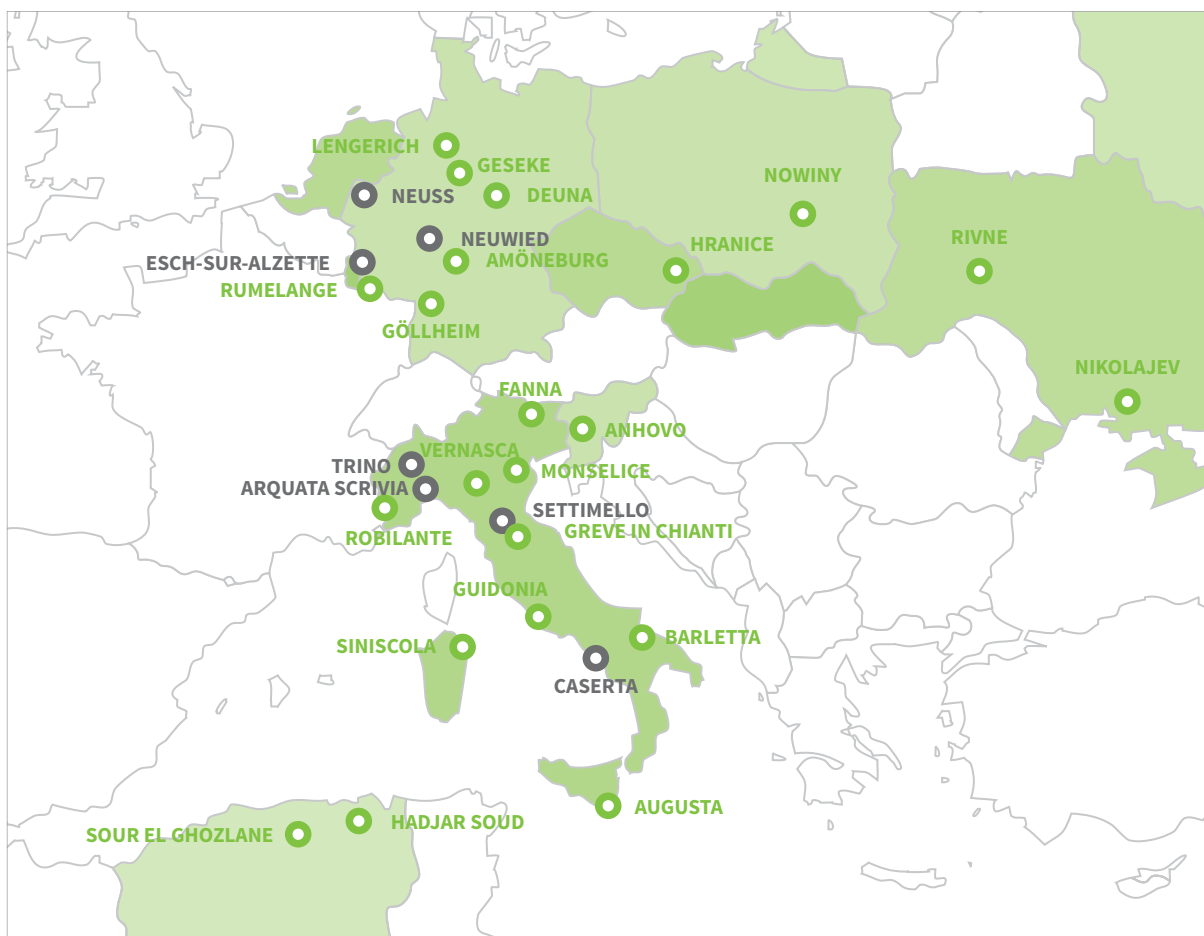 LENGERICH
GESEKE
NOWINY
NEUSS
DEUNA
RIVNE
NEUWIED
HRANICE
ESCH-SUR-ALZETTE
AMÖNEBURG
RUMELANGE
GÖLLHEIM
NIKOLAJEV
FANNA
ANHOVO
VERNASCA
TRINO
MONSELICE
ARQUATA SCRIVIA
SETTIMELLO
GREVE IN CHIANTI
ROBILANTE
GUIDONIA
BARLETTA
SINISCOLA
CASERTA
AUGUSTA
HADJAR SOUD
SOUR EL GHOZLANE